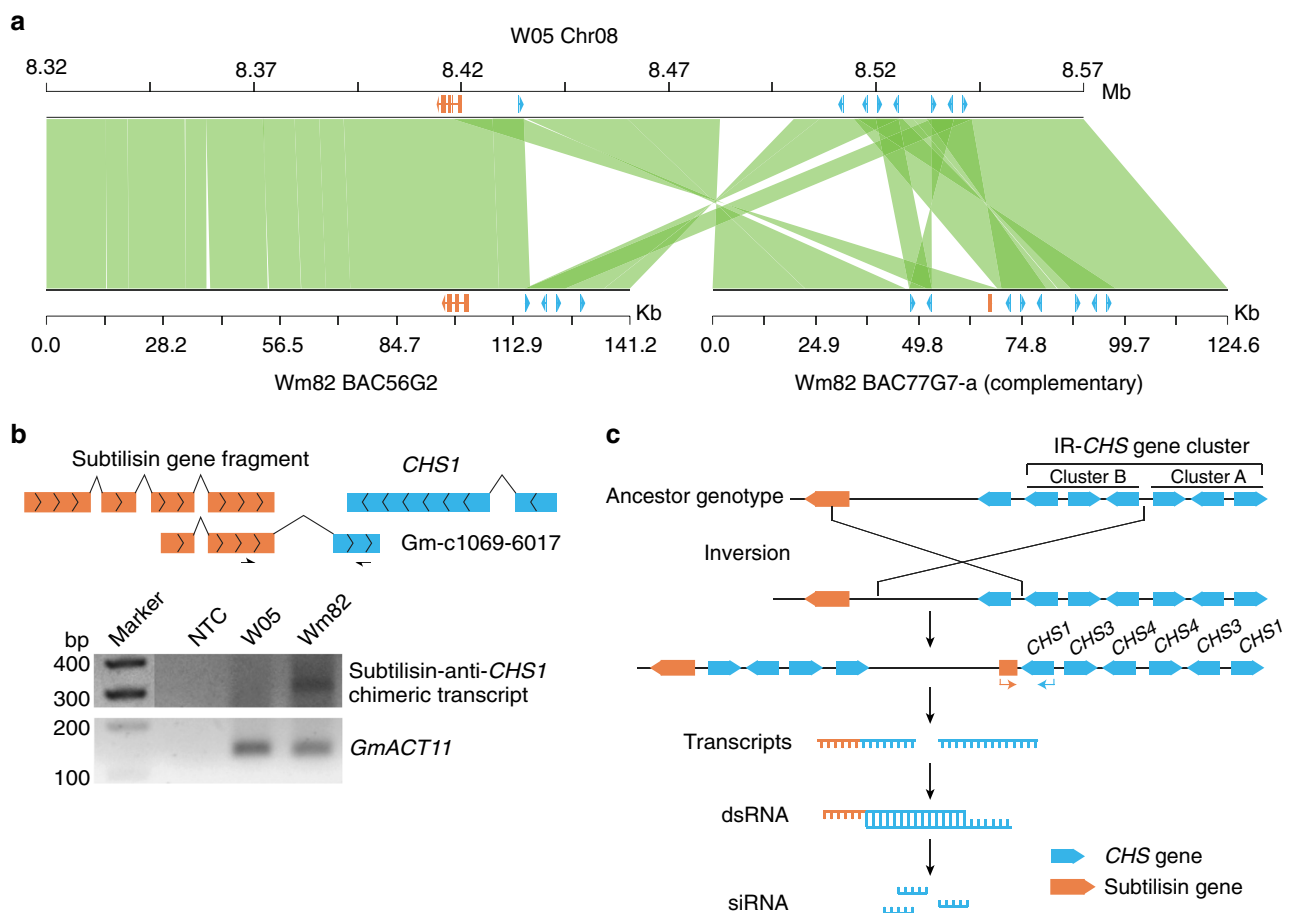 a
W05 Chr08
8.32 8.37 8.42 8.47 8.52 8.57
Mb
Kb Kb
0.0 28.2 56.5 84.7 112.9 141.2 0.0 24.9 49.8 74.8 99.7 124.6
Wm82 BAC56G2 Wm82 BAC77G7-a (complementary)
b
Subtilisin gene fragment CHS1
Gm-c1069-6017
bp Marker NTC W05 Wm82
400
300
Subtilisin-anti-CHS1
chimeric transcript
200
100
GmACT11
c
IR-CHS gene cluster
Cluster B Cluster A
Ancestor genotype
Inversion
CHS1 CHS3 CHS4 CHS4 CHS3 CHS1
Transcripts
dsRNA
siRNA
CHS gene
Subtilisin gene